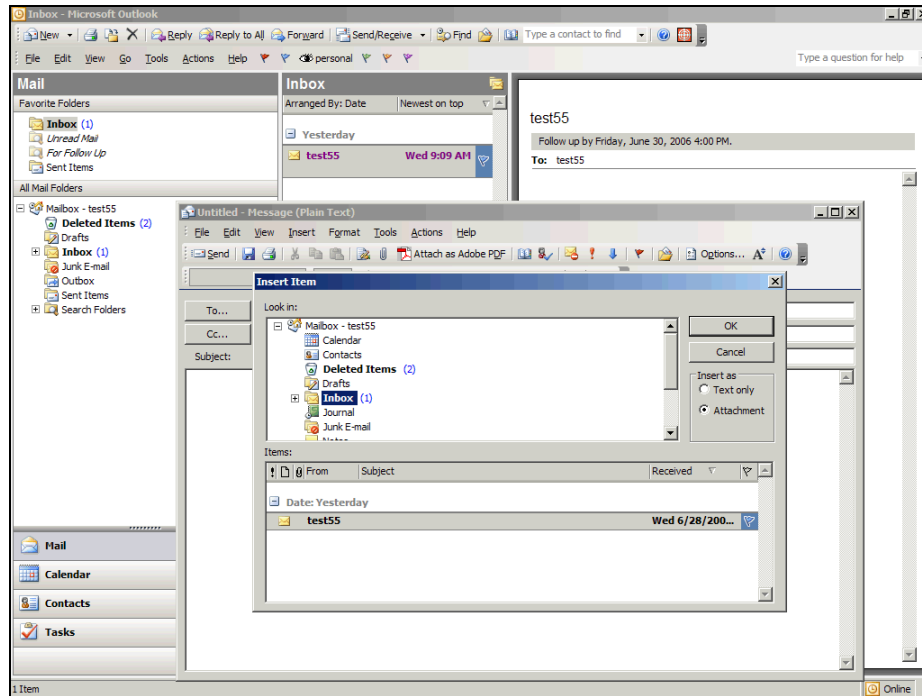 Inbox - Microsoft Outlook
New Reply Reply to All Forward Send/Receive Find Type a contact to find
File Edit View Go Tools Actions Help personal Type a question for help
Mail
Favorite Folders
Inbox (1)
Unread Mail
For Follow Up
Sent Items
All Mail Folders
Mailbox - test55
Deleted Items (2)
Drafts
Inbox (1)
Junk E-mail
Outbox
Sent Items
Search Folders
Mail
Calendar
Contacts
Tasks
1 Item
Online
Inbox
Arranged By: Date Newest on top
Yesterday
test55 Wed 9:09 AM
test55
Follow up by Friday, June 30, 2006 4:00 PM.
To: test55
Untitled - Message (Plain Text)
File Edit View Insert Format Tools Actions Help
Send Attach as Adobe PDF Options...
To...
Cc...
Subject:
Insert Item
Look in:
Mailbox - test55
Calendar
Contacts
Deleted Items (2)
Drafts
Inbox (1)
Journal
Junk E-mail
OK
Cancel
Insert as
Text only
Attachment
Items:
From Subject Received
Date: Yesterday
test55 Wed 6/28/200...